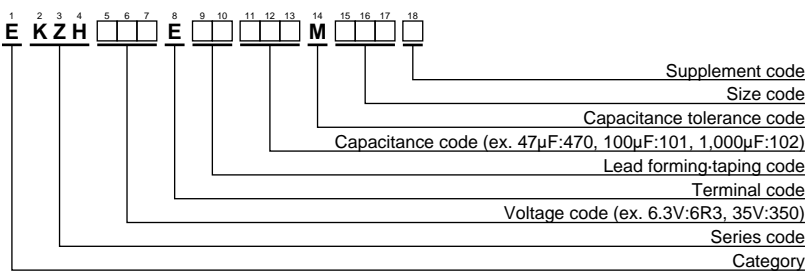 1 2 3 4 5 6 7 8 9 10 11 12 13 14 15 16 17 18
E KZH □□□ E □□ □□□ M □□□ □
Supplement code
Size code
Capacitance tolerance code
Capacitance code (ex. 47µF:470, 100µF:101, 1,000µF:102)
Lead forming·taping code
Terminal code
Voltage code (ex. 6.3V:6R3, 35V:350)
Series code
Category